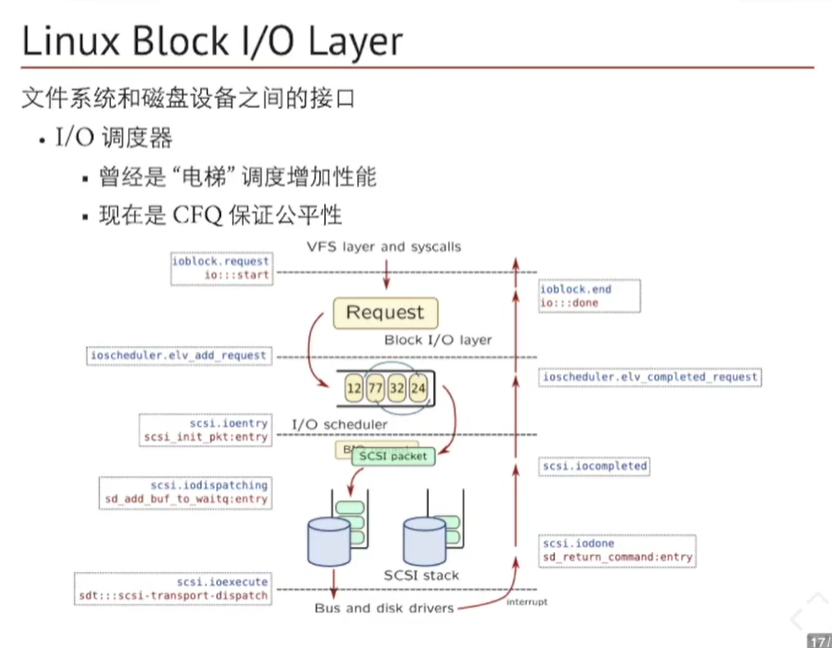 Linux Block I/O Layer
文件系统和磁盘设备之间的接口
• I/O 调度器
▪ 曾经是 “电梯” 调度增加性能
▪ 现在是 CFQ 保证公平性
VFS layer and syscalls
ioblock.request
io:::start
ioblock.end
io:::done
Request
Block I/O layer
ioscheduler.elv_add_request
ioscheduler.elv_completed_request
12 77 32 24
scsi.ioentry
scsi_init_pkt:entry
I/O scheduler
SCSI packet
scsi.iocompleted
scsi.iodispatching
sd_add_buf_to_waitq:entry
scsi.iodone
sd_return_command:entry
SCSI stack
scsi.ioexecute
sdt:::scsi-transport-dispatch
Bus and disk drivers
interrupt
17/